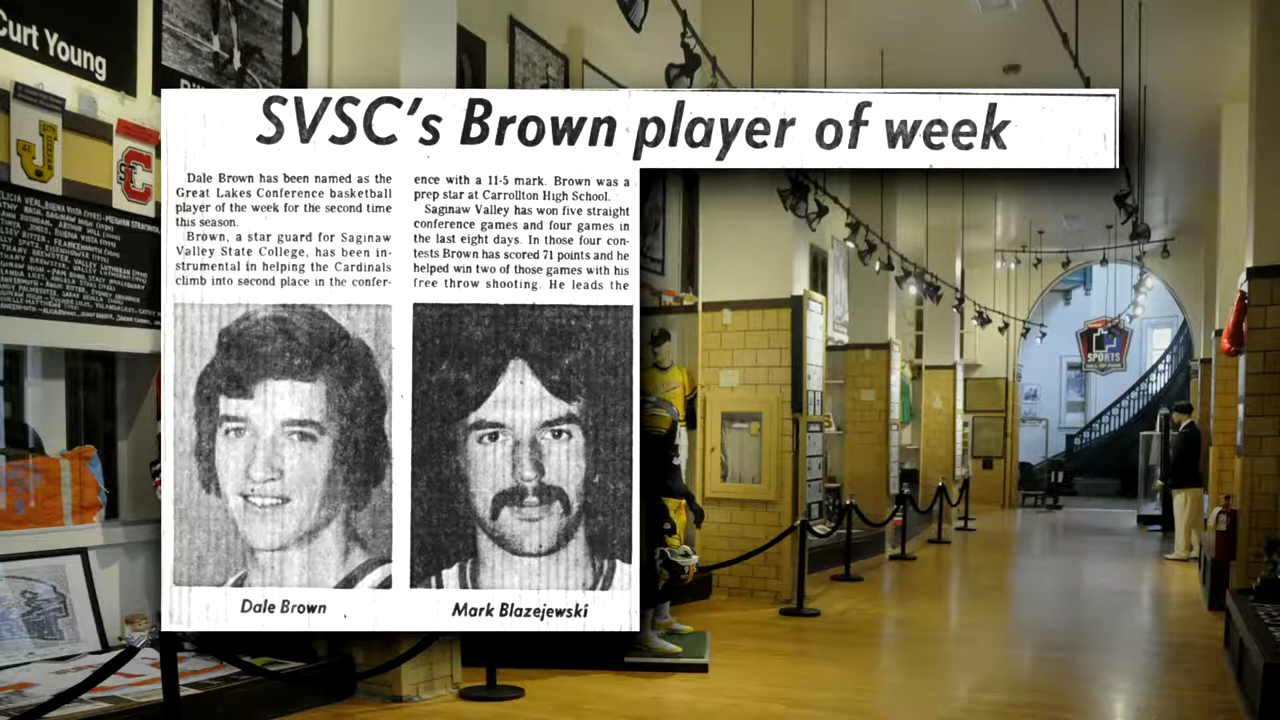 Curt Young
SVSC's Brown player of week
Dale Brown has been named as the
Great Lakes Conference basketball
player of the week for the second time
this season.
Brown, a star guard for Saginaw
Valley State College, has been in-
strumental in helping the Cardinals
climb into second place in the confer-
ence with a 11-5 mark. Brown was a
prep star at Carrollton High School.
Saginaw Valley has won five straight
conference games and four games in
the last eight days. In those four con-
tests Brown has scored 71 points and he
helped win two of those games with his
free throw shooting. He leads the
Dale Brown
Mark Blazejewski
SPORTS